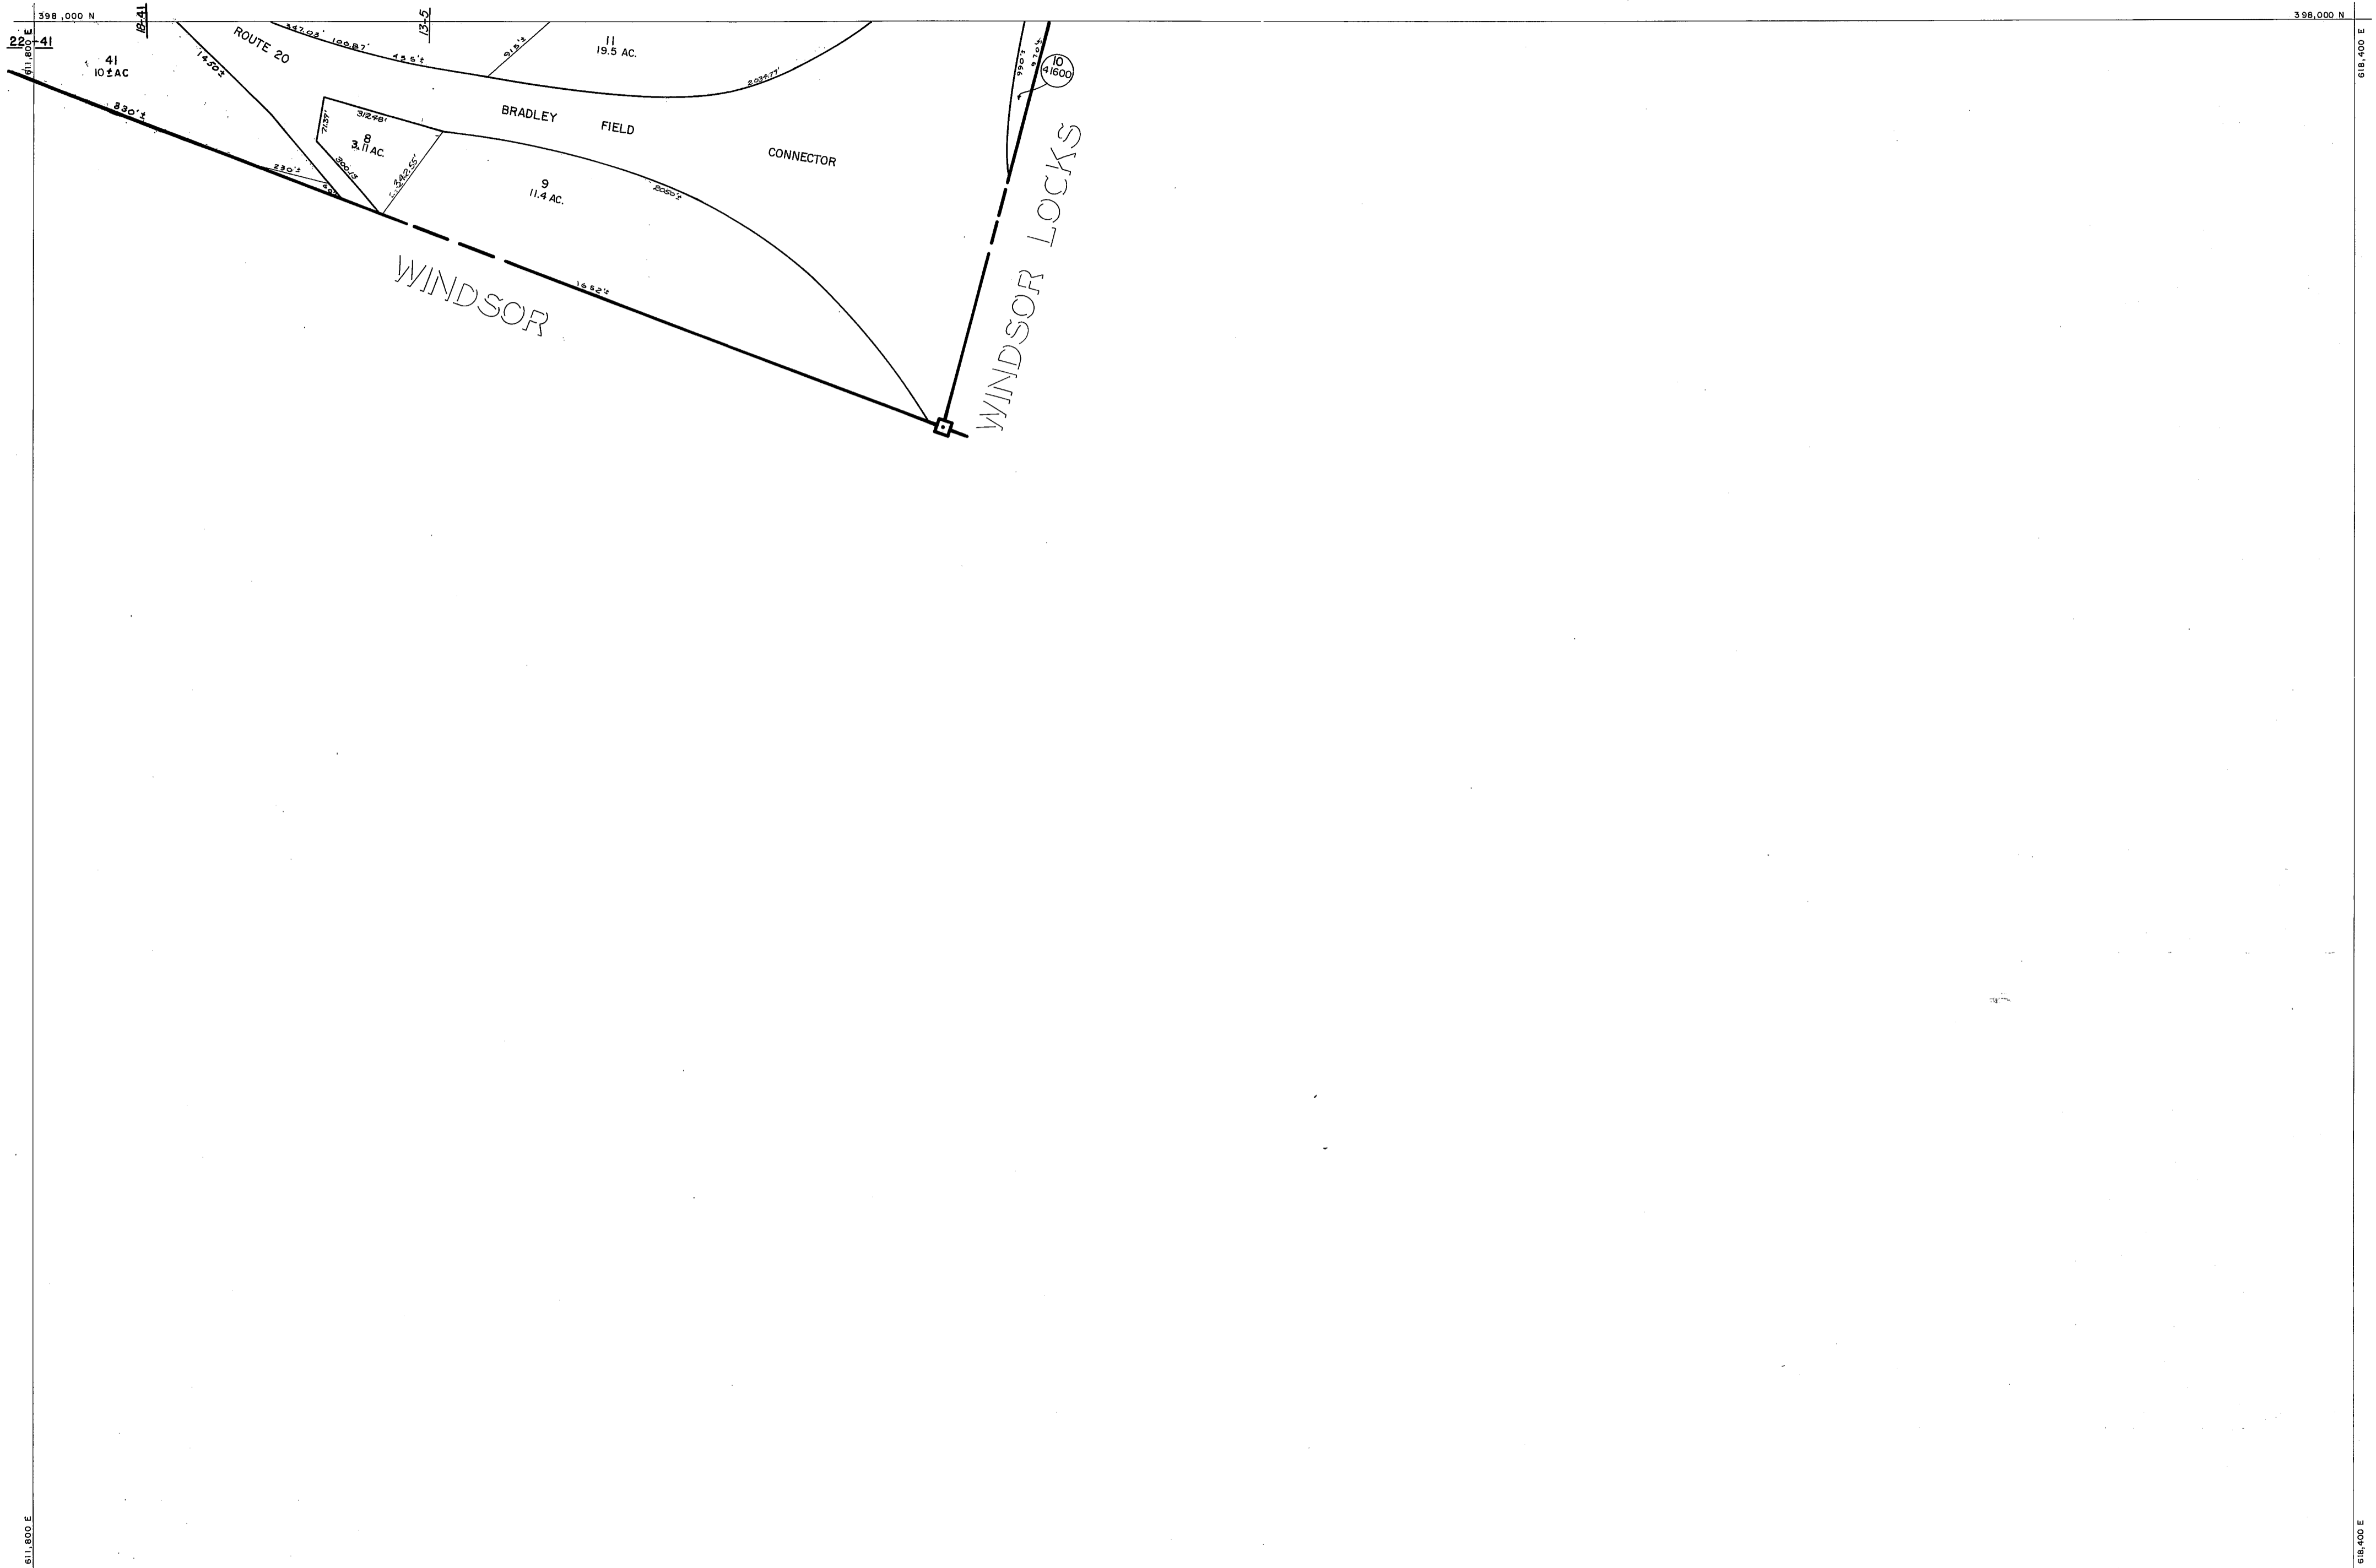 398,000 N
18-41
13-5
398,000 N
611,800 E
22-41
618,400 E
41
10 ± AC
1450±
ROUTE 20
347.03'
100.87'
455'±
915'±
11
19.5 AC.
2034.77'
990'±
970'±
10
41600
830'±
71.37'
312.48'
8
3.11 AC.
300.13
342.55'
230'±
BRADLEY FIELD CONNECTOR
9
11.4 AC.
2050'±
1652'±
WINDSOR
WINDSOR LOCKS
611,800 E
618,400 E